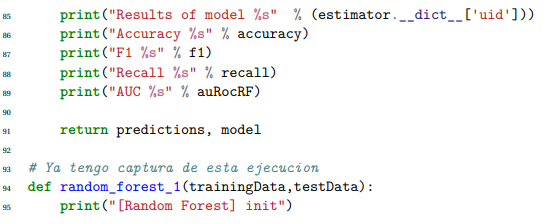 85 print("Results of model %s" % (estimator.__dict__['uid']))
86 print("Accuracy %s" % accuracy)
87 print("F1 %s" % f1)
88 print("Recall %s" % recall)
89 print("AUC %s" % auRocRF)
90
91 return predictions, model
92
93 # Ya tengo captura de esta ejecucion
94 def random_forest_1(trainingData,testData):
95 print("[Random Forest] init")